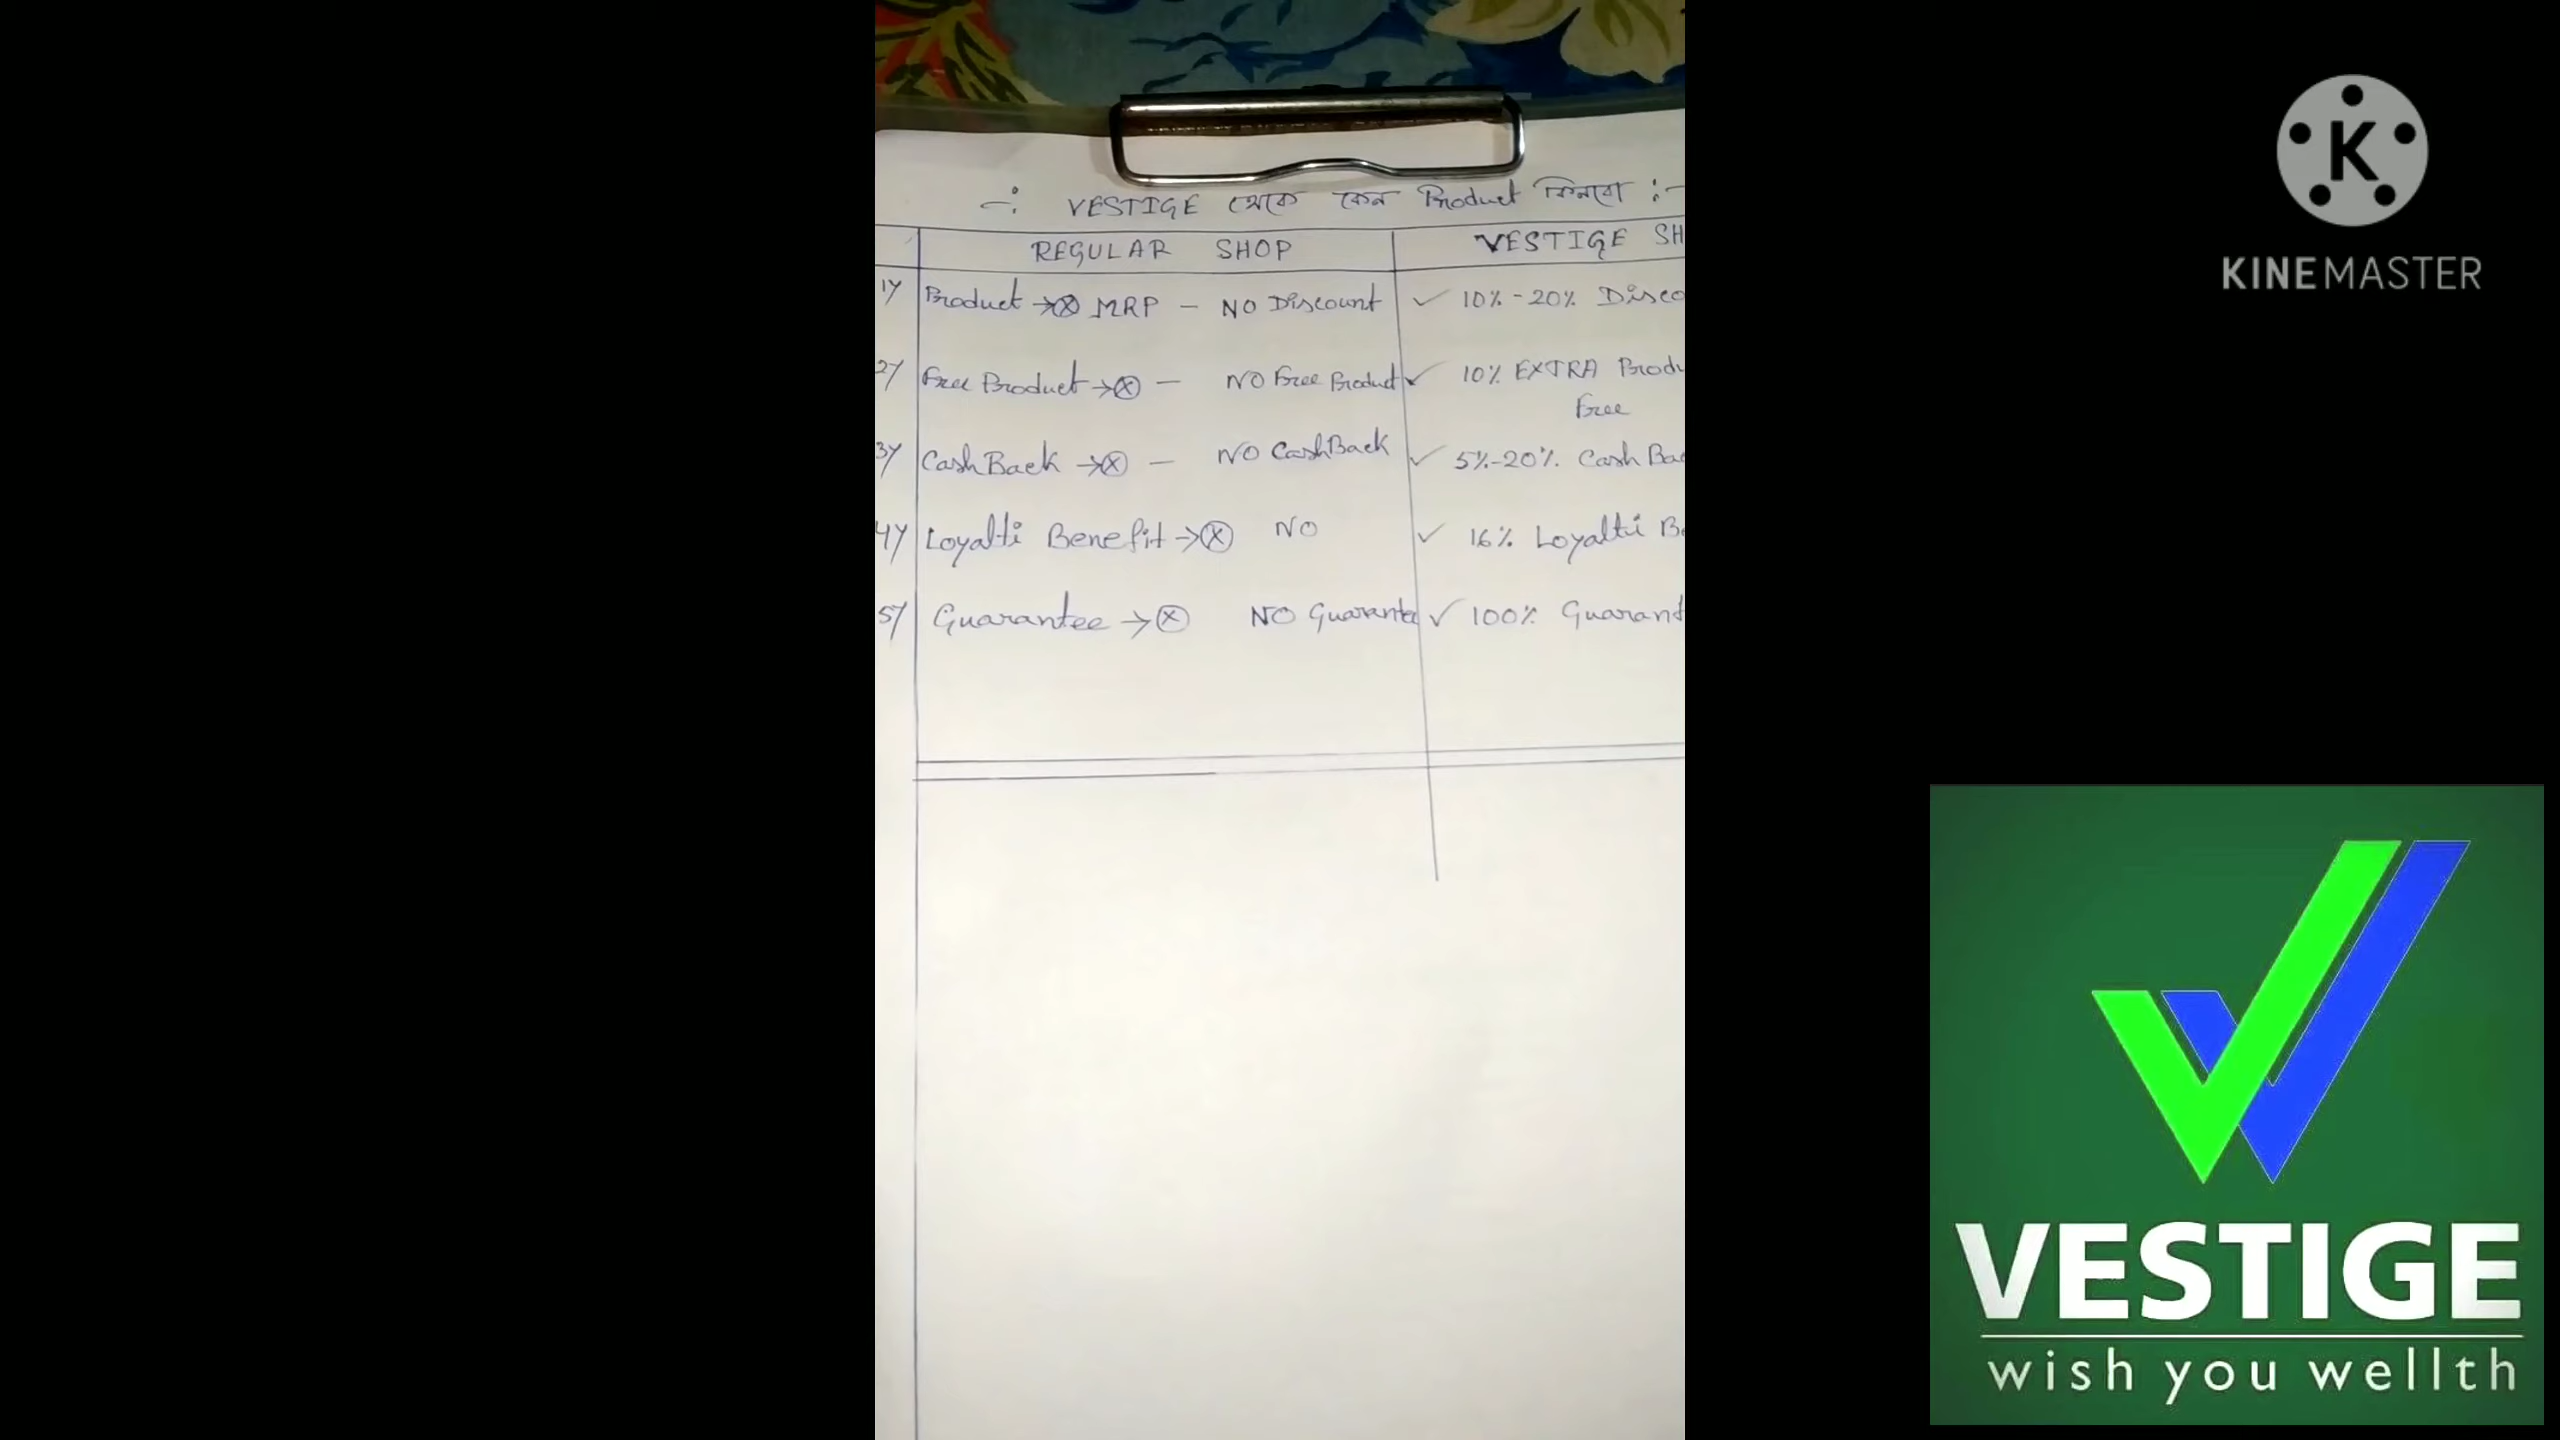 -: VESTIGE থেকে কেন Product কিনবো :-
REGULAR SHOP VESTIGE SH
1) Product → ⊗ MRP - NO Discount ✓ 10% - 20% Disco
2) Free Product → ⊗ - NO Free Product ✓ 10% EXTRA Produ
Free
3) CashBack → ⊗ - NO CashBack ✓ 5%-20% Cash Bac
4) Loyalti Benefit → ⊗ NO ✓ 16% Loyalti Be
5) Guarantee → ⊗ NO Guarantee ✓ 100% Guarant
K
KINEMASTER
VESTIGE
wish you wellth